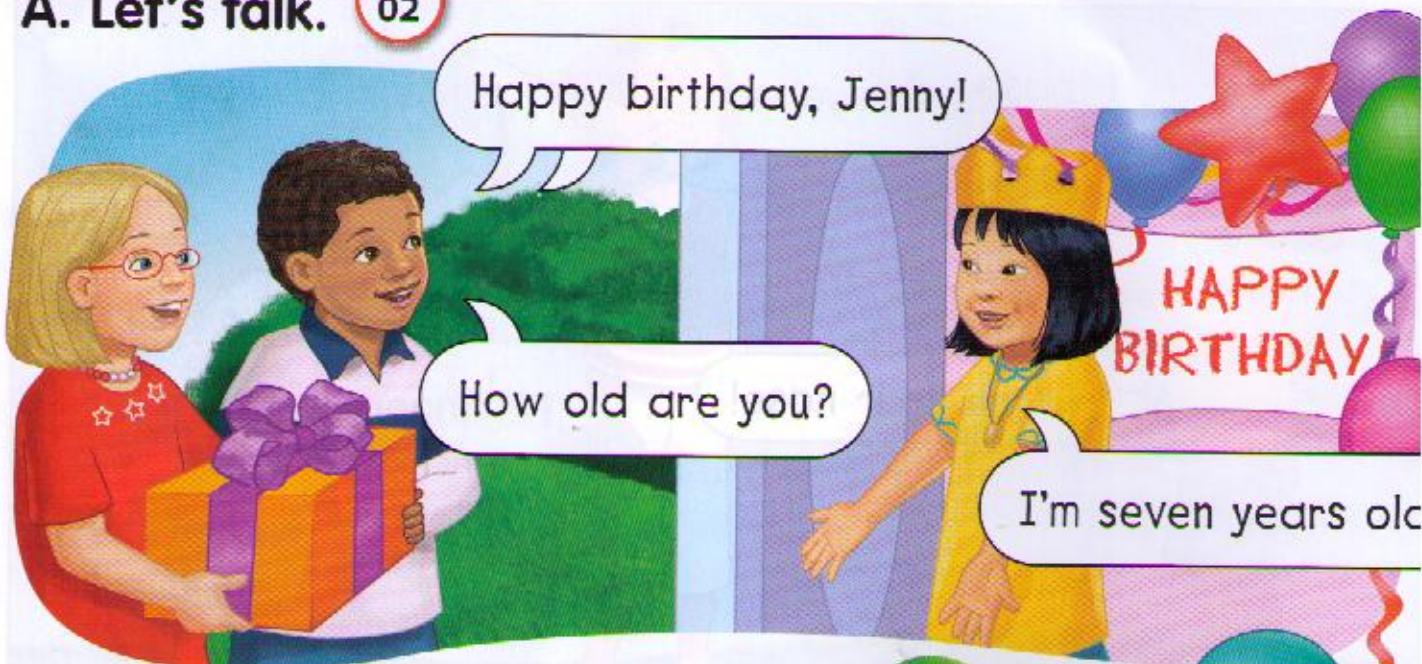 A. Let's talk.
02
Happy birthday, Jenny!
How old are you?
HAPPY
BIRTHDAY
I'm seven years